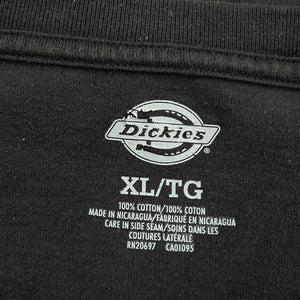 Dickies
®
XL/TG
100% COTTON/100% COTON
MADE IN NICARAGUA/FABRIQUÉ EN NICARAGUA
CARE IN SIDE SEAM/SOINS DANS LES
COUTURES LATÉRALE
RN20697 CA01095